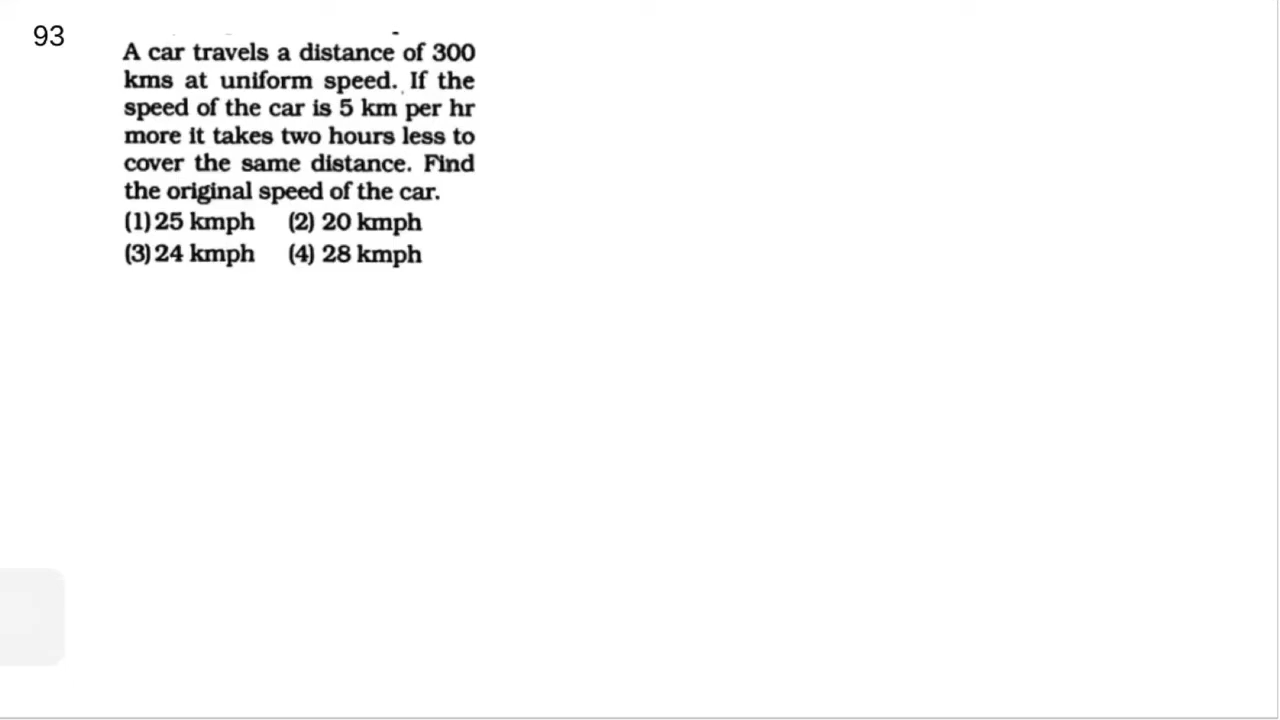 93
A car travels a distance of 300
kms at uniform speed. If the
speed of the car is 5 km per hr
more it takes two hours less to
cover the same distance. Find
the original speed of the car.
(1) 25 kmph (2) 20 kmph
(3) 24 kmph (4) 28 kmph